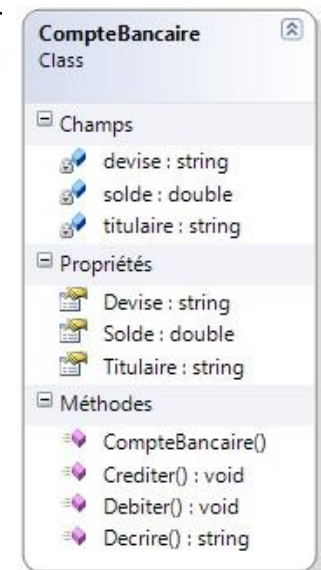 CompteBancaire
Class
Champs
devise : string
solde : double
titulaire : string
Propriétés
Devise : string
Solde : double
Titulaire : string
Méthodes
CompteBancaire()
Crediter() : void
Debiter() : void
Decrire() : string